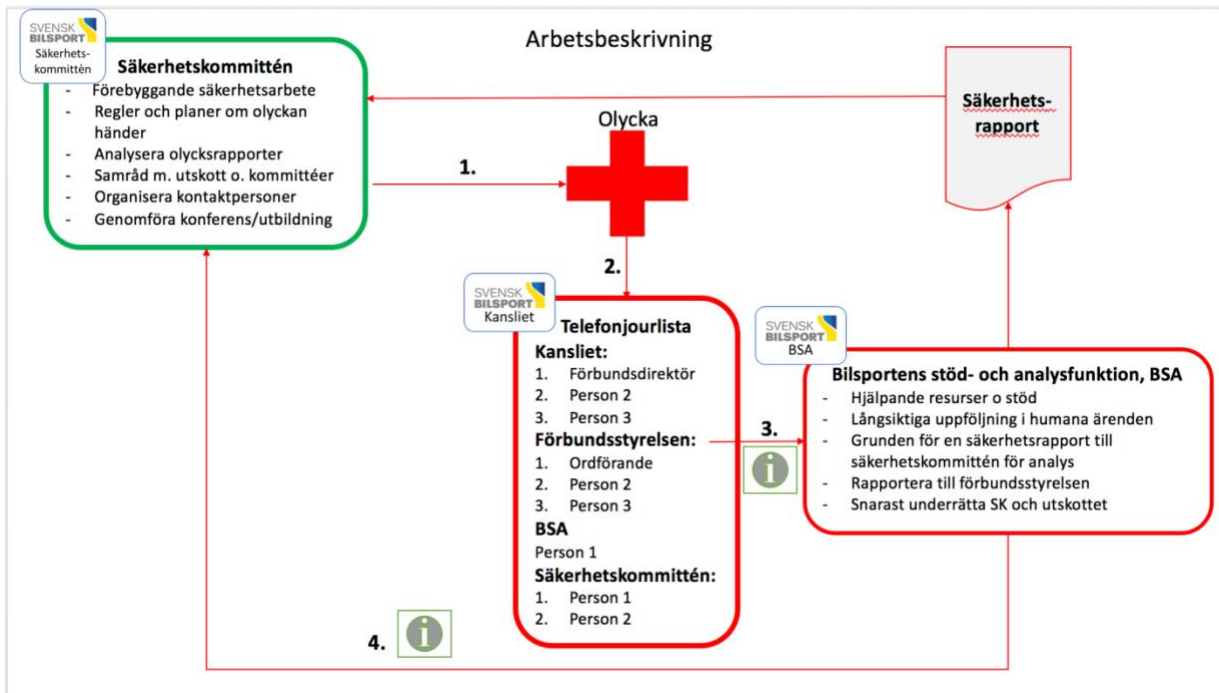 Arbetsbeskrivning
SVENSK
BILSPORT
Säkerhets-
kommittèn
Säkerhetskommittén
- Förebyggande säkerhetsarbete
- Regler och planer om olyckan
händer
- Analysera olycksrapporter
- Samråd m. utskott o. kommittéer
- Organisera kontaktpersoner
- Genomföra konferens/utbildning
1.
Olycka
Säkerhets-
rapport
2.
SVENSK
BILSPORT
Kansliet
Telefonjourlista
Kansliet:
1. Förbundsdirektör
2. Person 2
3. Person 3
Förbundsstyrelsen:
1. Ordförande
2. Person 2
3. Person 3
BSA
Person 1
Säkerhetskommittén:
1. Person 1
2. Person 2
3.
i
SVENSK
BILSPORT
BSA
Bilsportens stöd- och analysfunktion, BSA
- Hjälpande resurser o stöd
- Långsiktiga uppföljning i humana ärenden
- Grunden för en säkerhetsrapport till
säkerhetskommittén för analys
- Rapportera till förbundsstyrelsen
- Snarast underrätta SK och utskottet
4.
i